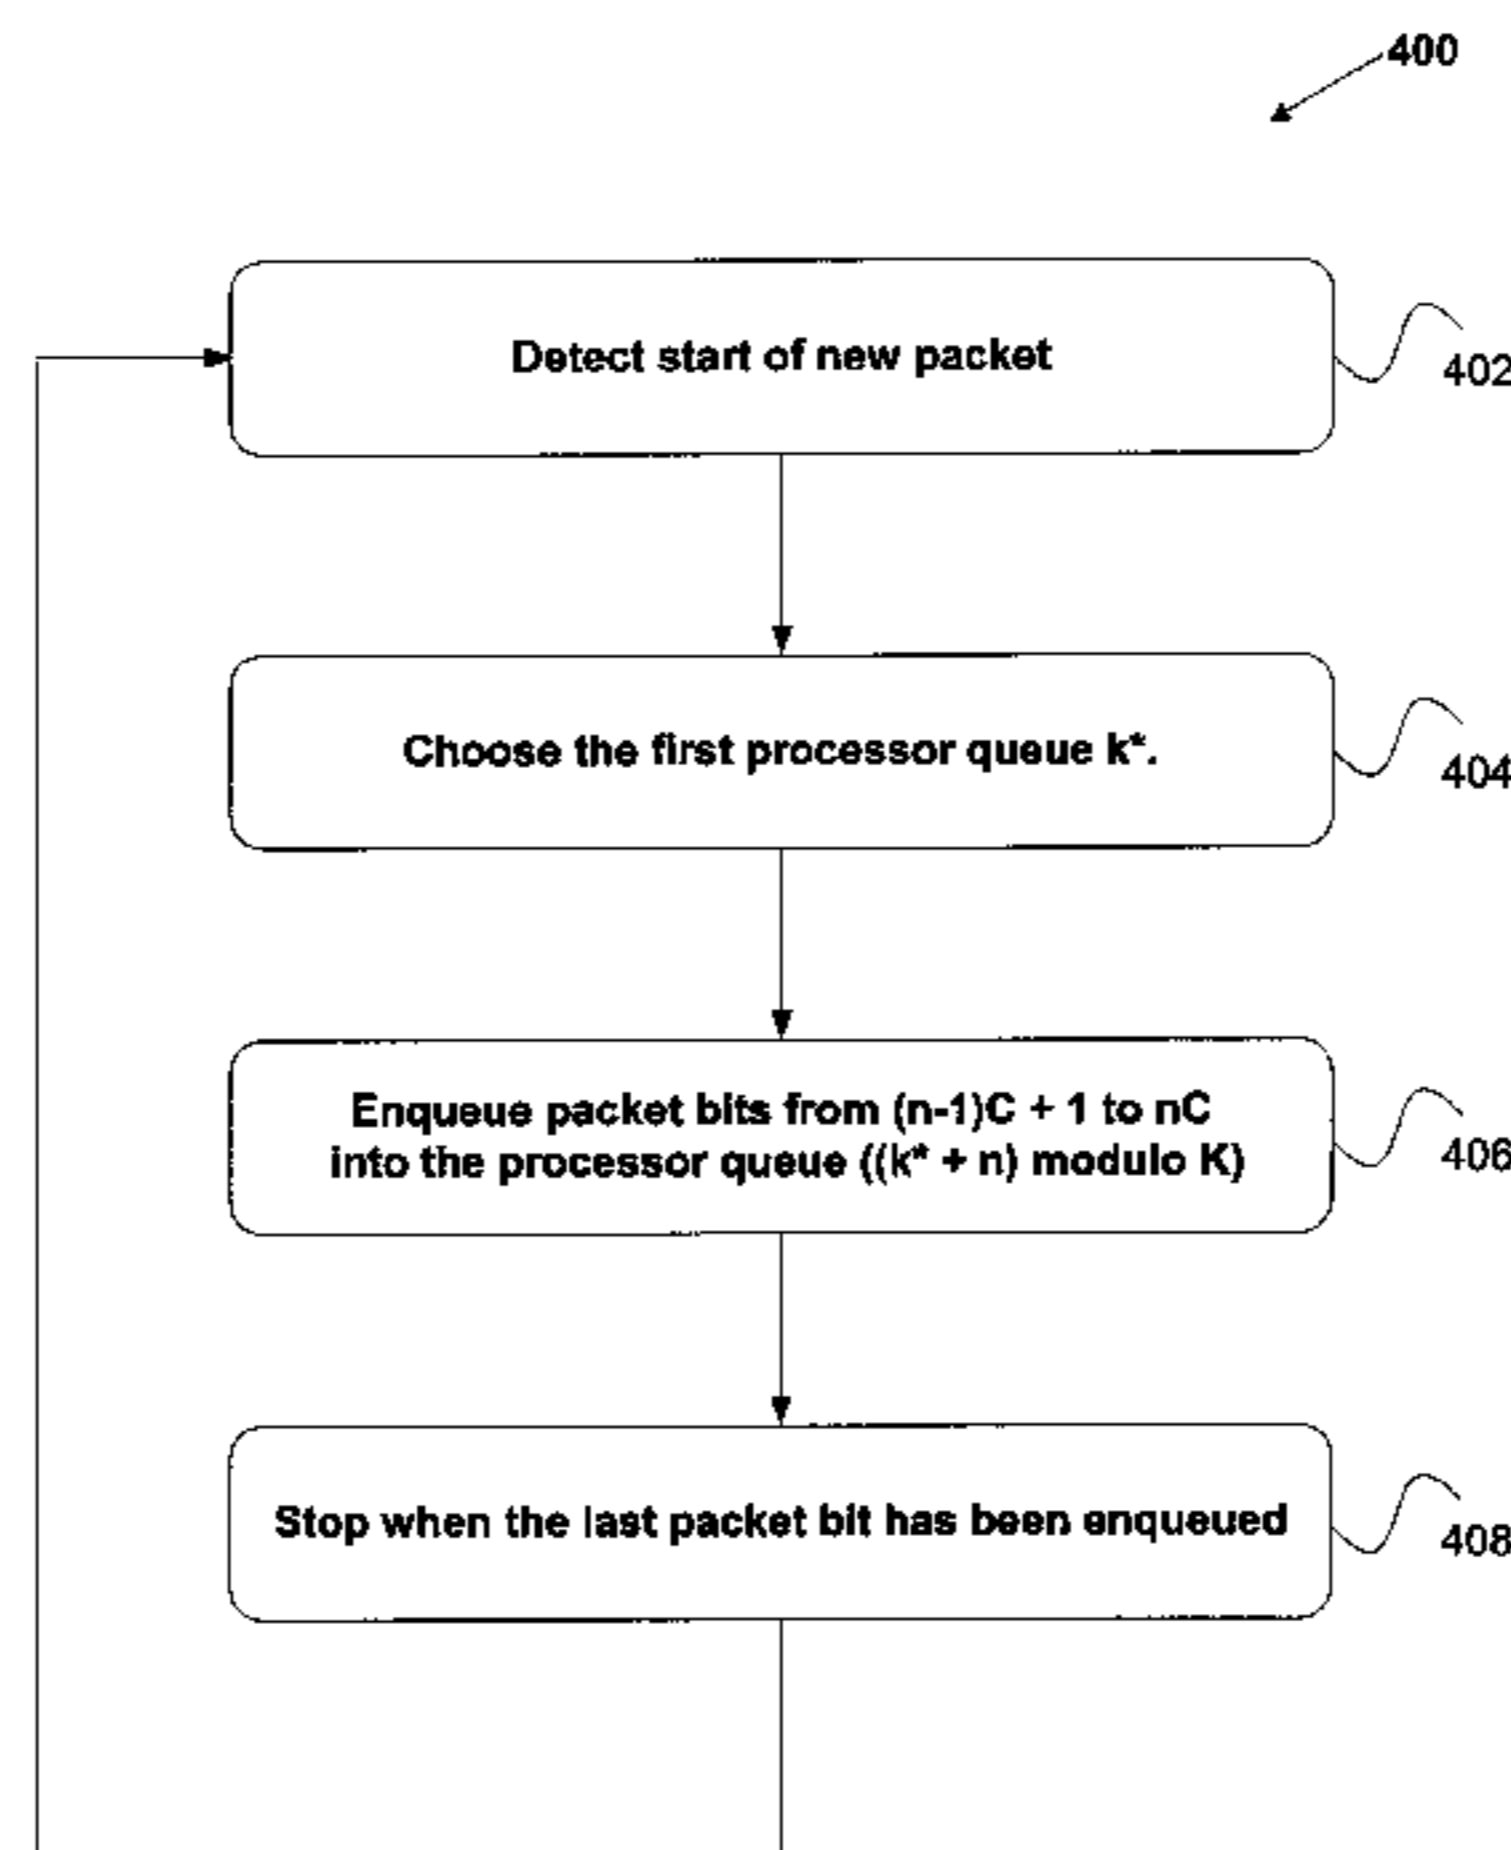 400
Detect start of new packet
402
Choose the first processor queue k*.
404
Enqueue packet bits from (n-1)C + 1 to nC
into the processor queue ((k* + n) modulo K)
406
Stop when the last packet bit has been enqueued
408